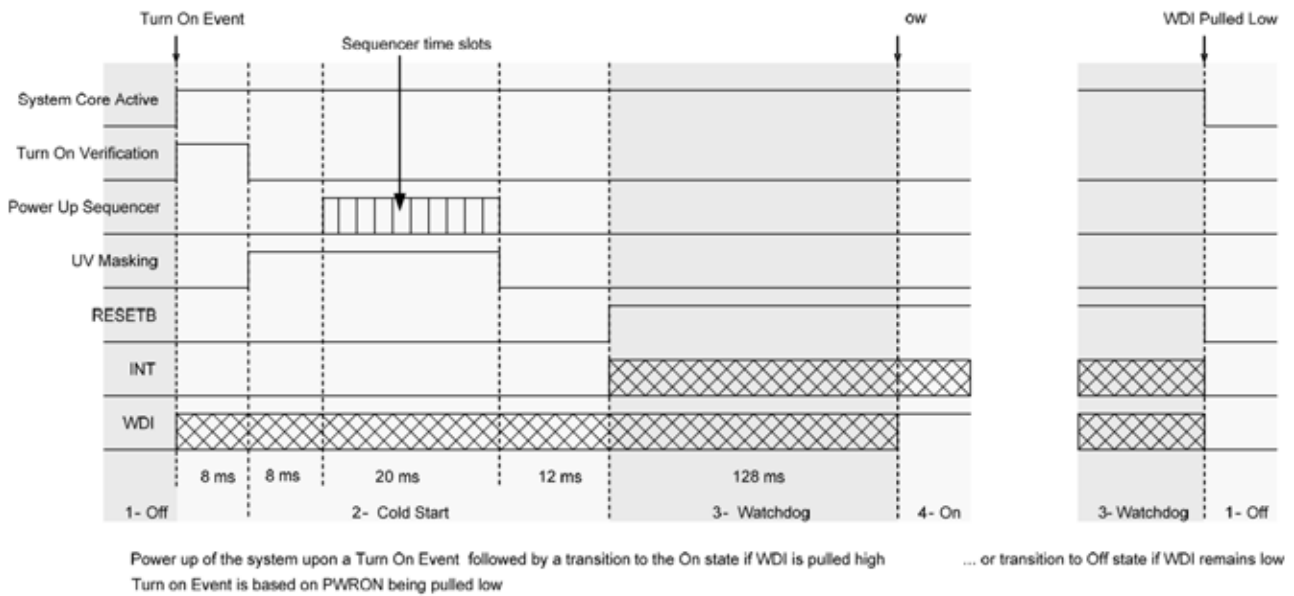 Turn On Event
ow
WDI Pulled Low
Sequencer time slots
System Core Active
Turn On Verification
Power Up Sequencer
UV Masking
RESETB
INT
WDI
8 ms
8 ms
20 ms
12 ms
128 ms
1- Off
2- Cold Start
3- Watchdog
4- On
3- Watchdog
1- Off
Power up of the system upon a Turn On Event followed by a transition to the On state if WDI is pulled high
... or transition to Off state if WDI remains low
Turn on Event is based on PWRON being pulled low